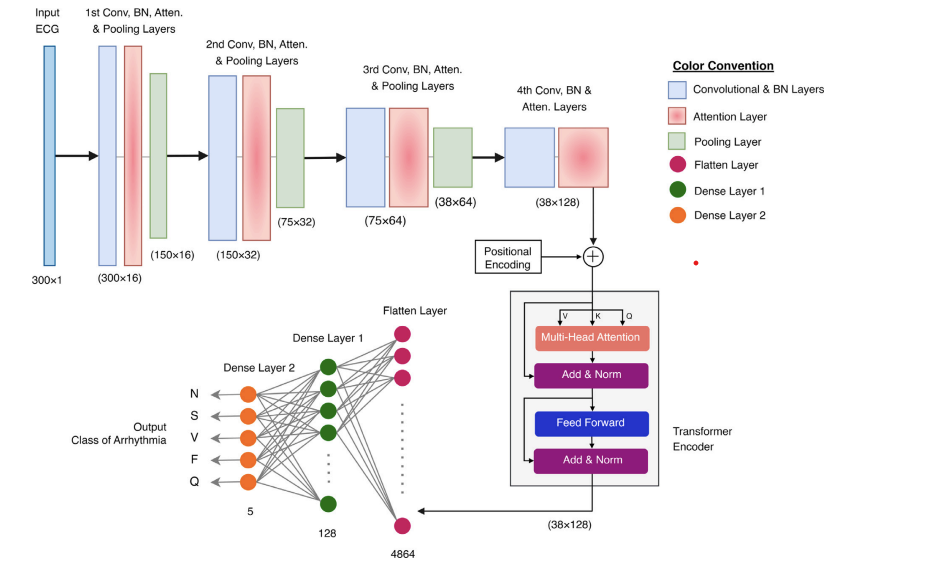 Input
ECG
1st Conv, BN, Atten.
& Pooling Layers
2nd Conv, BN, Atten.
& Pooling Layers
3rd Conv, BN, Atten.
& Pooling Layers
4th Conv, BN &
Atten. Layers
Color Convention
Convolutional & BN Layers
Attention Layer
Pooling Layer
Flatten Layer
Dense Layer 1
Dense Layer 2
300×1
(300×16)
(150×16)
(150×32)
(75×32)
(75×64)
(38×64)
(38×128)
Positional
Encoding
V
K
Q
Multi-Head Attention
Add & Norm
Feed Forward
Add & Norm
Transformer
Encoder
(38×128)
Flatten Layer
Dense Layer 1
Dense Layer 2
N
S
V
F
Q
Output
Class of Arrhythmia
5
128
4864